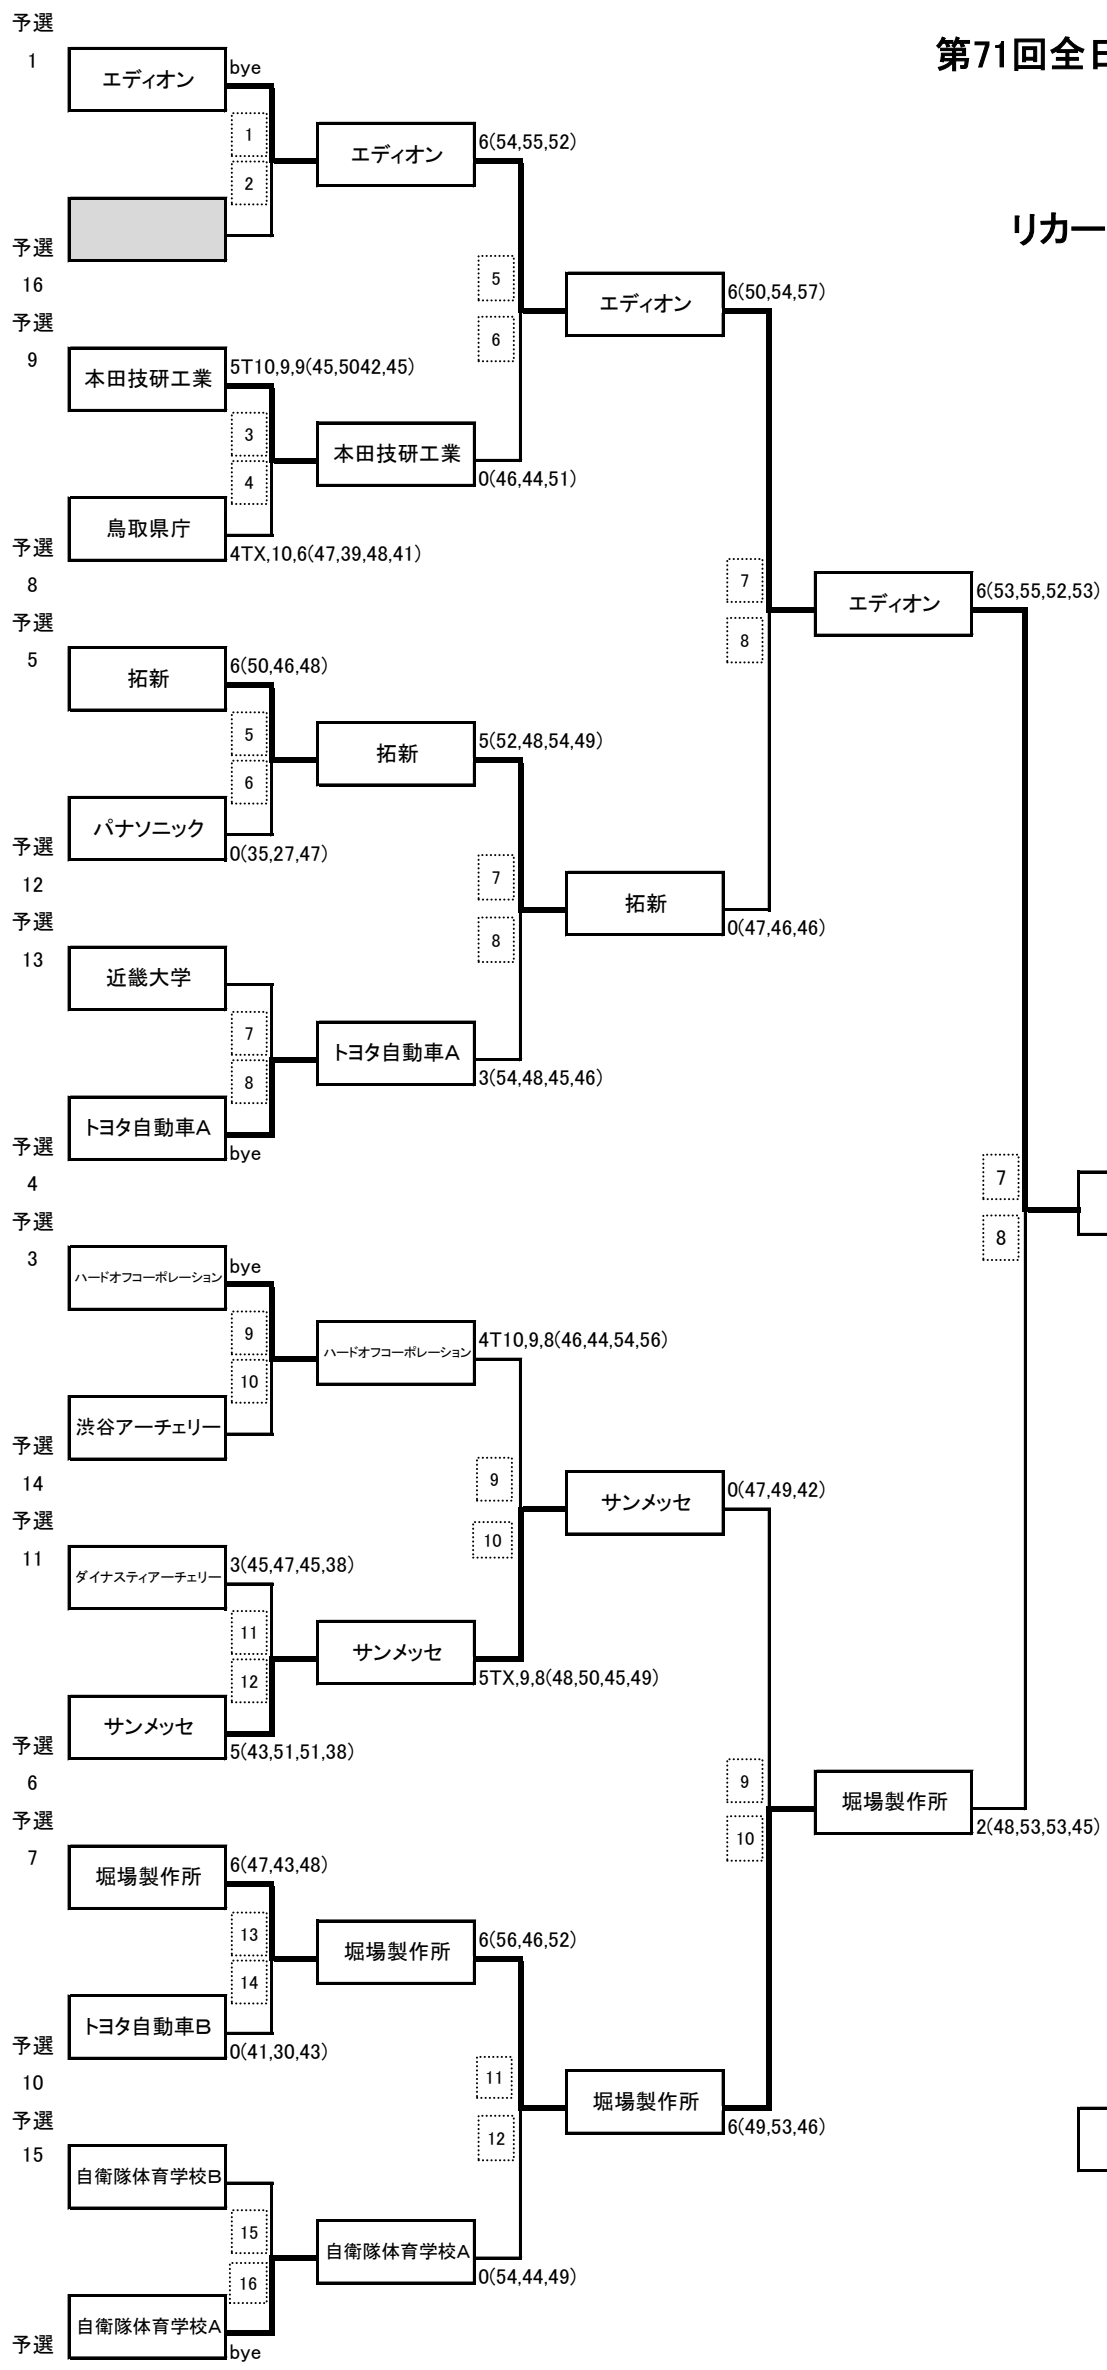 予選
1
エディオン
bye
第71回全日
1
2
エディオン
6(54,55,52)
予選
16
リカー
予選
9
本田技研工業
5T10,9,9(45,5042,45)
5
6
エディオン
6(50,54,57)
3
4
本田技研工業
0(46,44,51)
鳥取県庁
4TX,10,6(47,39,48,41)
予選
8
7
8
エディオン
6(53,55,52,53)
予選
5
拓新
6(50,46,48)
5
6
拓新
5(52,48,54,49)
パナソニック
0(35,27,47)
予選
12
7
8
拓新
0(47,46,46)
予選
13
近畿大学
7
8
トヨタ自動車A
3(54,48,45,46)
トヨタ自動車A
bye
予選
4
7
8
予選
3
ハードオフコーポレーション
bye
9
10
ハードオフコーポレーション
4T10,9,8(46,44,54,56)
渋谷アーチェリー
予選
14
9
10
サンメッセ
0(47,49,42)
予選
11
ダイナスティアーチェリー
3(45,47,45,38)
11
12
サンメッセ
5TX,9,8(48,50,45,49)
サンメッセ
5(43,51,51,38)
予選
6
9
10
堀場製作所
2(48,53,53,45)
予選
7
堀場製作所
6(47,43,48)
13
14
堀場製作所
6(56,46,52)
トヨタ自動車B
0(41,30,43)
予選
10
11
12
堀場製作所
6(49,53,46)
予選
15
自衛隊体育学校B
15
16
自衛隊体育学校A
0(54,44,49)
自衛隊体育学校A
bye
予選